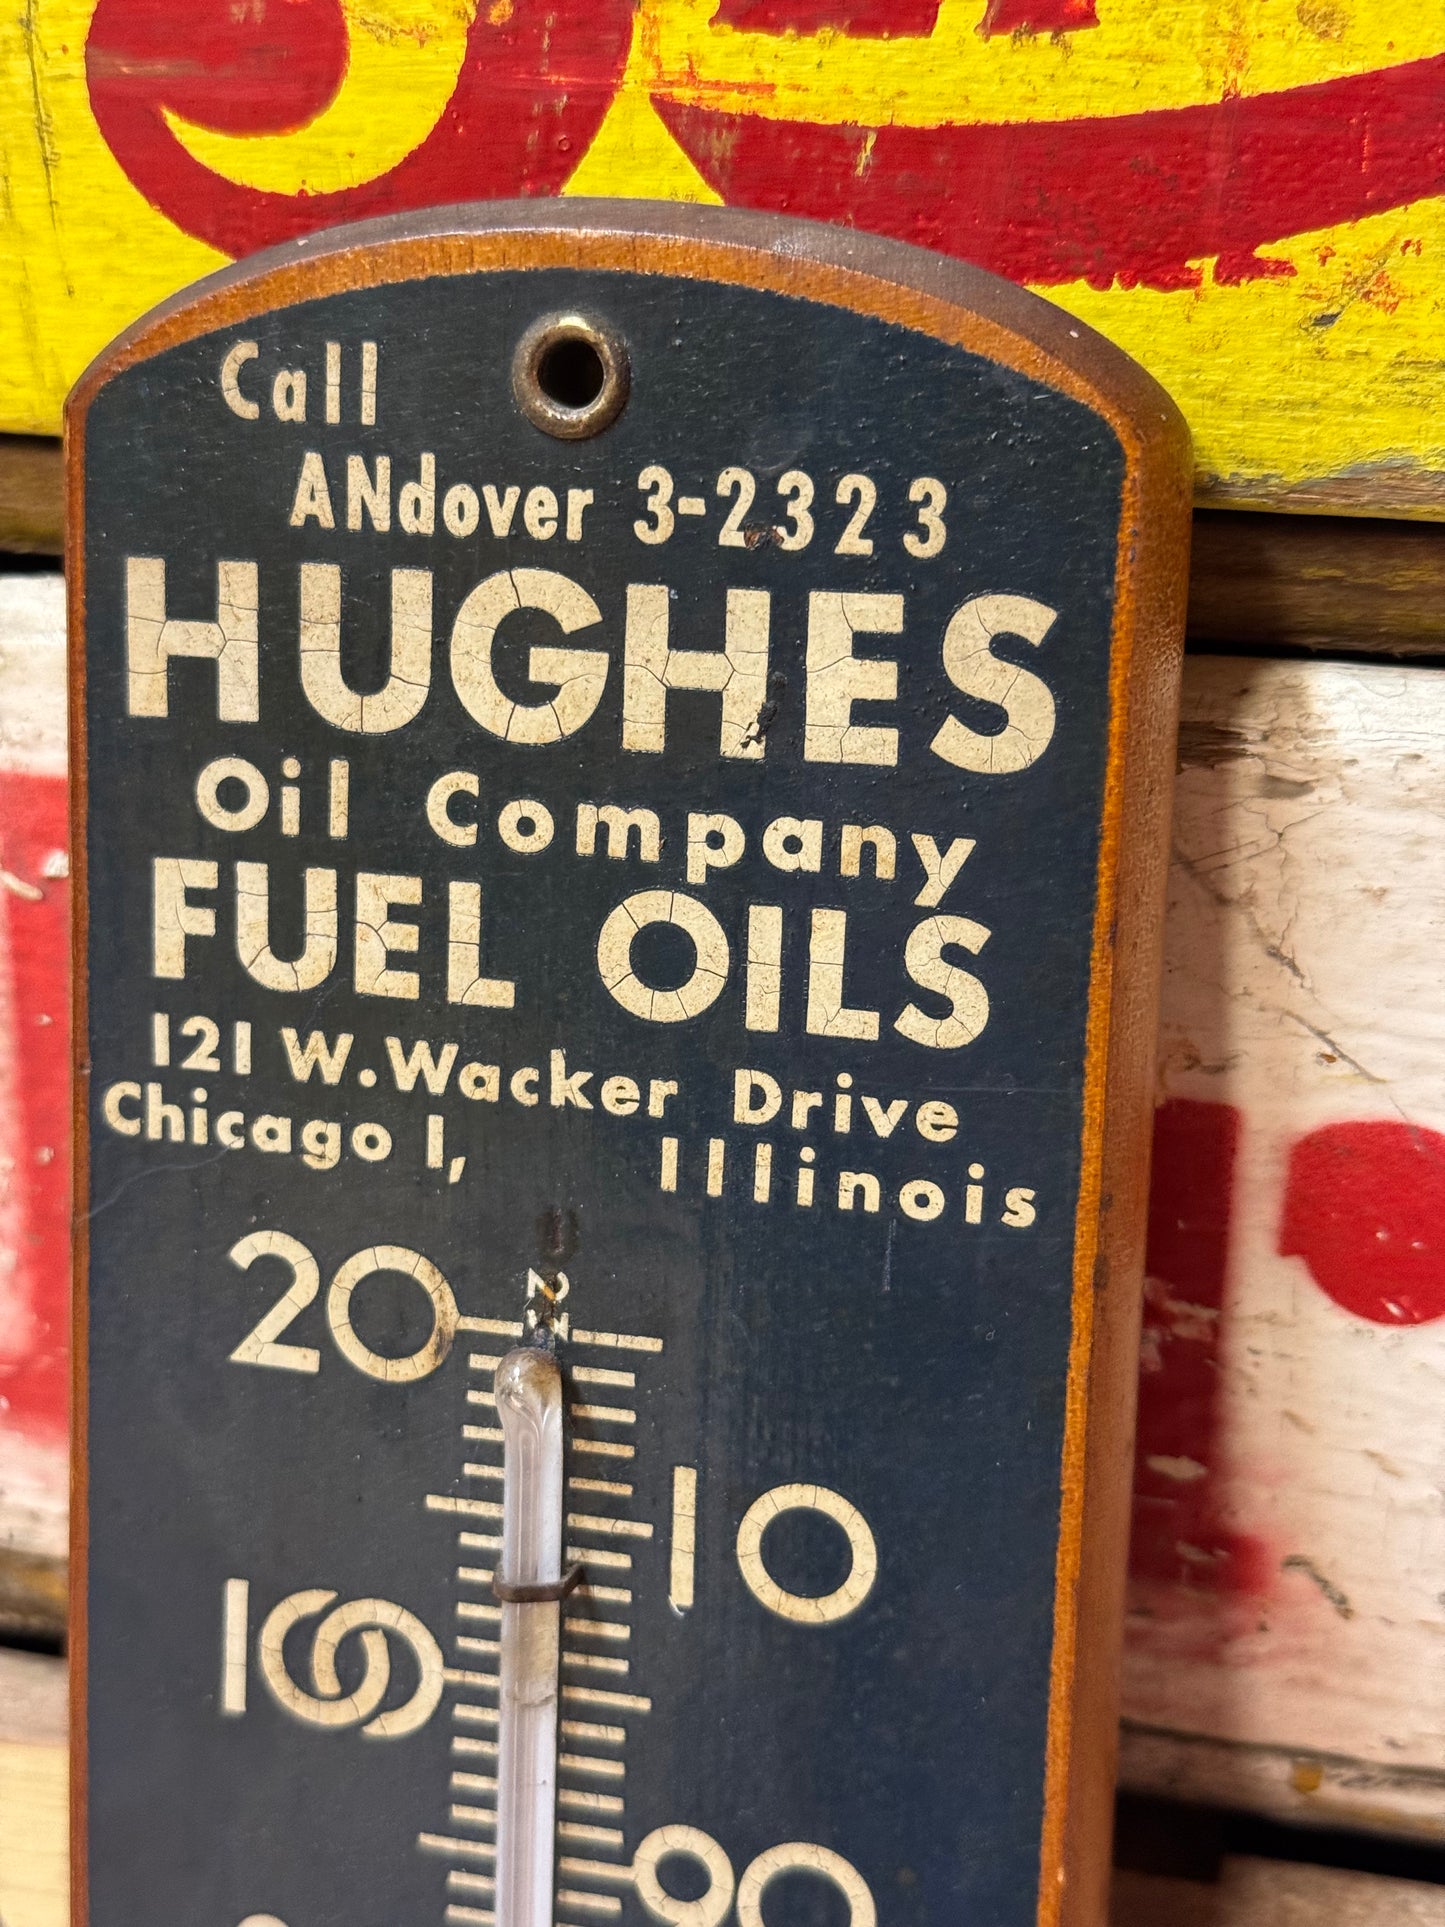 Call
ANdover 3-2323
HUGHES
Oil Company
FUEL OILS
121 W. Wacker Drive
Chicago 1, Illinois
20
10
100
90